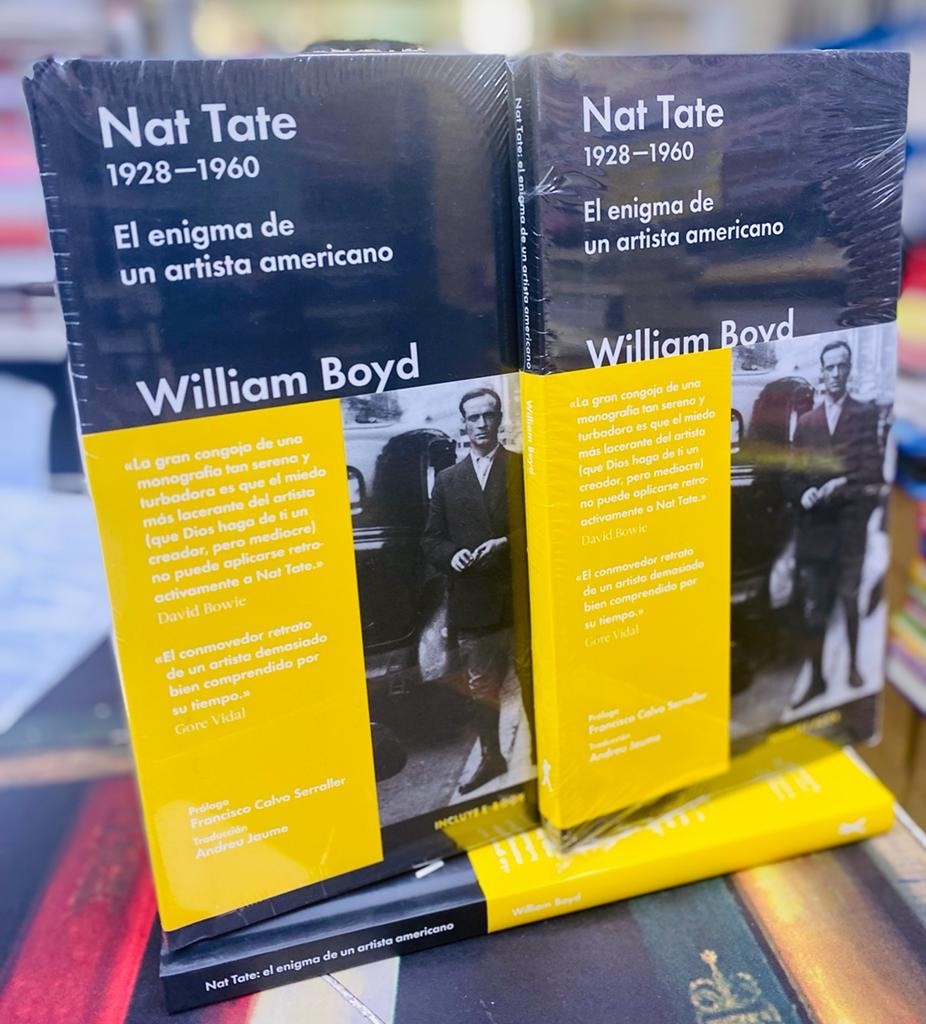 Nat Tate
1928–1960
El enigma de
un artista americano
William Boyd
«La gran congoja de una
monografía tan serena y
turbadora es que el miedo
más lacerante del artista
(que Dios haga de ti un
creador, pero mediocre)
no puede aplicarse retro-
activamente a Nat Tate.»
David Bowie
«El conmovedor retrato
de un artista demasiado
bien comprendido por
su tiempo.»
Gore Vidal
Prólogo
Francisco Calvo Serraller
Traducción
Andreu Jaume
INCLUYE E-BOOK
Nat Tate: el enigma de un artista americano
William Boyd
Nat Tate
1928–1960
El enigma de
un artista americano
William Boyd
«La gran congoja de una
monografía tan serena y
turbadora es que el miedo
más lacerante del artista
(que Dios haga de ti un
creador, pero mediocre)
no puede aplicarse retro-
activamente a Nat Tate.»
David Bowie
«El conmovedor retrato
de un artista demasiado
bien comprendido por
su tiempo.»
Gore Vidal
Prólogo
Francisco Calvo Serraller
Traducción
Andreu Jaume
Nat Tate: el enigma de un artista americano
William Boyd